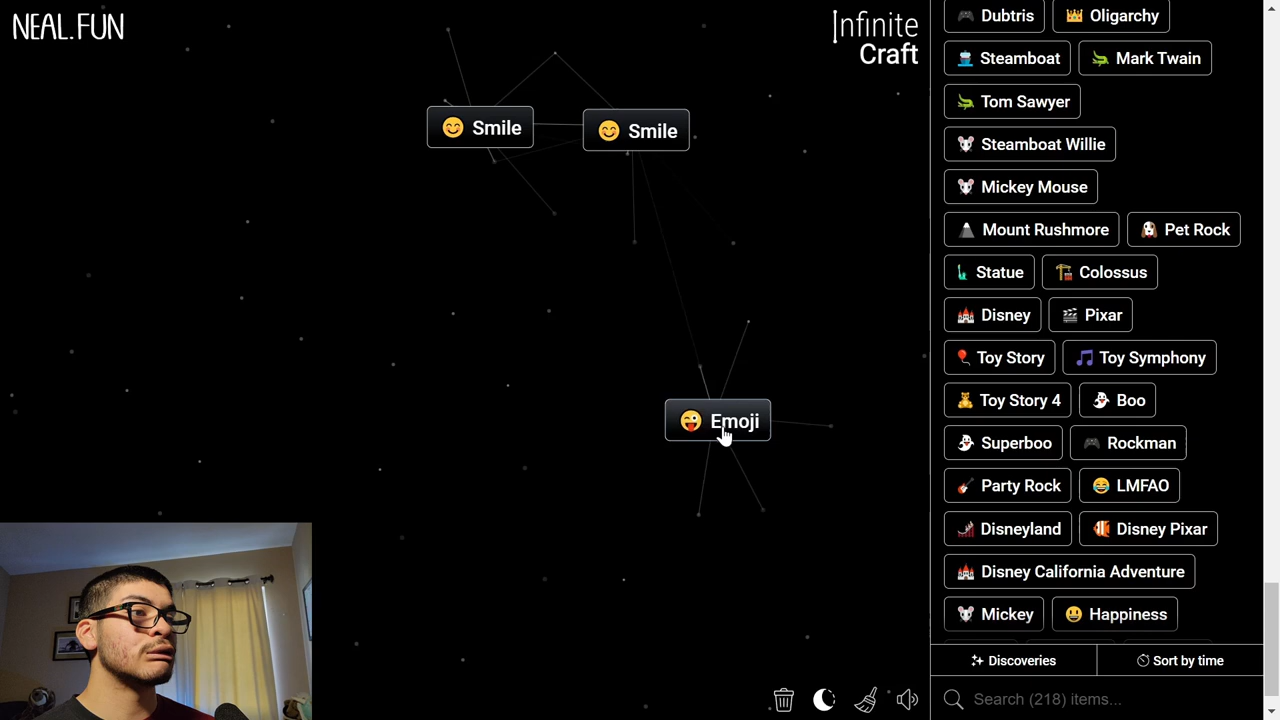 NEAL.FUN
Infinite
Craft
Smile
Smile
Emoji
Dubtris
Oligarchy
Steamboat
Mark Twain
Tom Sawyer
Steamboat Willie
Mickey Mouse
Mount Rushmore
Pet Rock
Statue
Colossus
Disney
Pixar
Toy Story
Toy Symphony
Toy Story 4
Boo
Superboo
Rockman
Party Rock
LMFAO
Disneyland
Disney Pixar
Disney California Adventure
Mickey
Happiness
Discoveries
Sort by time
Search (218) items...